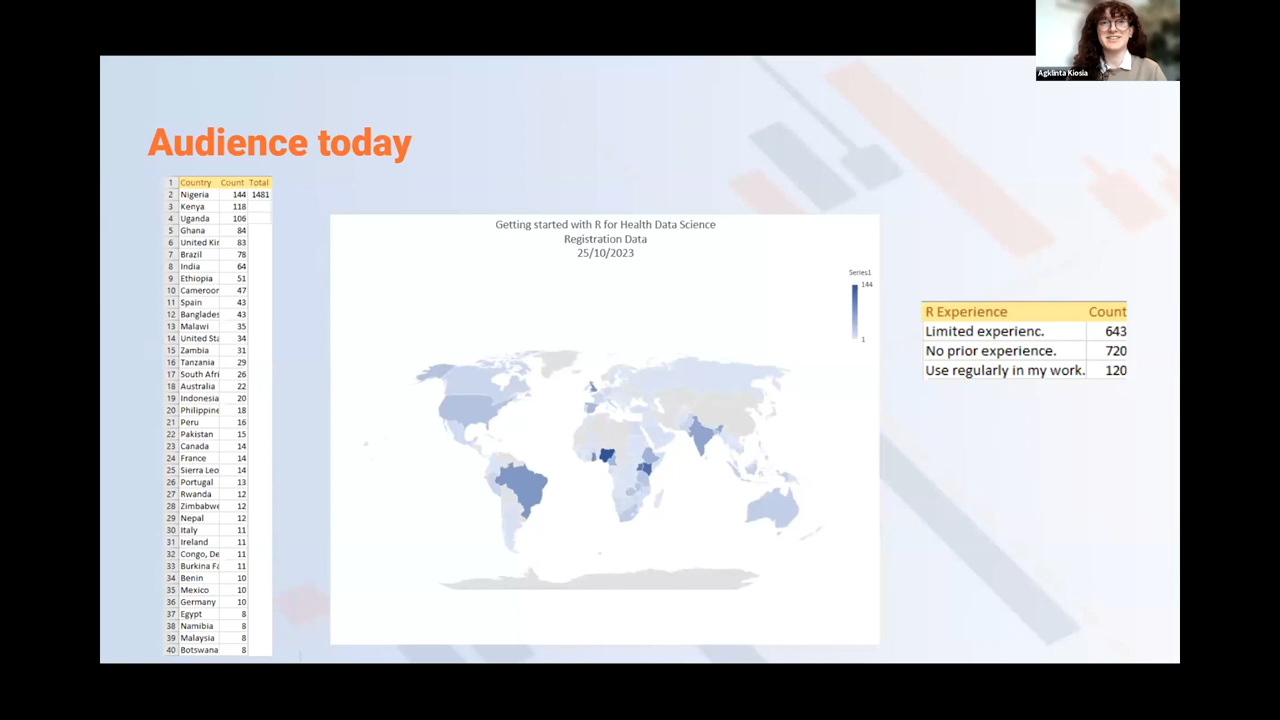 Agklinta Kiosia
Audience today
1 Country Count Total
2 Nigeria 144 1481
3 Kenya 118
4 Uganda 106
5 Ghana 84
6 United Kin 83
7 Brazil 78
8 India 64
9 Ethiopia 51
10 Cameroor 47
11 Spain 43
12 Banglades 43
13 Malawi 35
14 United Sta 34
15 Zambia 31
16 Tanzania 29
17 South Afri 26
18 Australia 22
19 Indonesia 20
20 Philippine 18
21 Peru 16
22 Pakistan 15
23 Canada 14
24 France 14
25 Sierra Leo 14
26 Portugal 13
27 Rwanda 12
28 Zimbabwe 12
29 Nepal 12
30 Italy 11
31 Ireland 11
32 Congo, De 11
33 Burkina Fa 11
34 Benin 10
35 Mexico 10
36 Germany 10
37 Egypt 8
38 Namibia 8
39 Malaysia 8
40 Botswana 8
Getting started with R for Health Data Science
Registration Data
25/10/2023
Series1
144
1
R Experience Count
Limited experienc. 643
No prior experience. 720
Use regularly in my work. 120